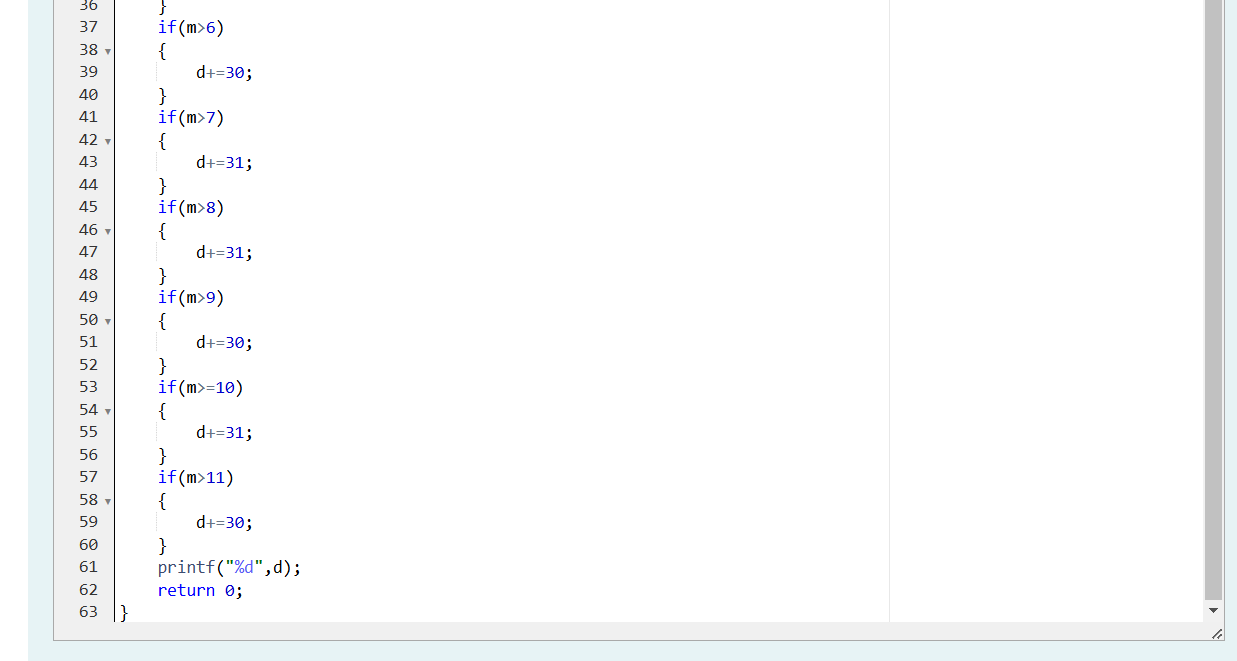 36 }
37 if(m>6)
38 {
39 d+=30;
40 }
41 if(m>7)
42 {
43 d+=31;
44 }
45 if(m>8)
46 {
47 d+=31;
48 }
49 if(m>9)
50 {
51 d+=30;
52 }
53 if(m>=10)
54 {
55 d+=31;
56 }
57 if(m>11)
58 {
59 d+=30;
60 }
61 printf("%d",d);
62 return 0;
63 }